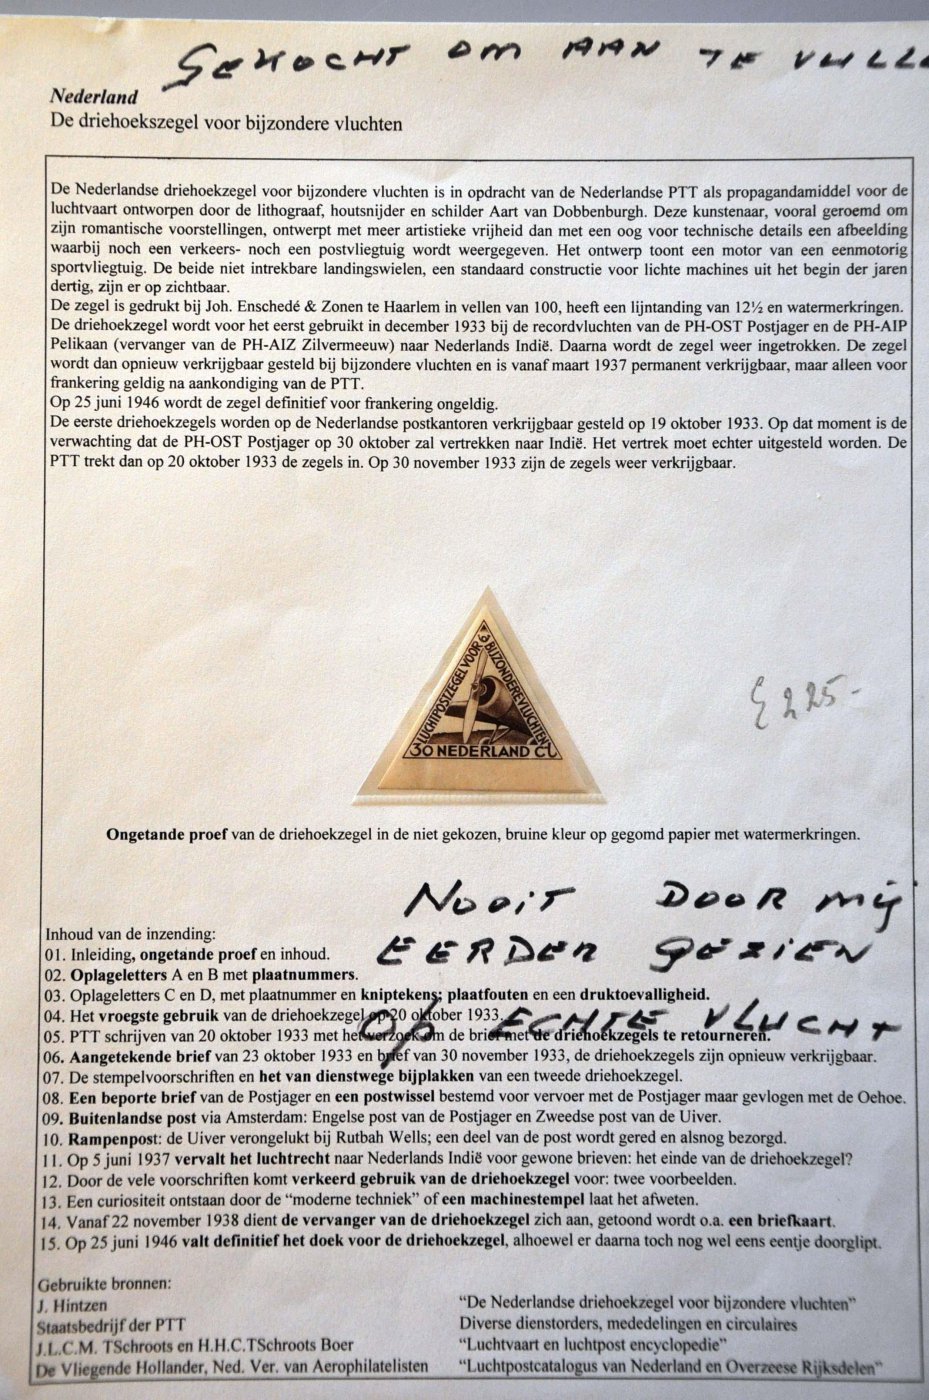 GEKOCHT OM AAN TE VULLE
Nederland
De driehoekszegel voor bijzondere vluchten
De Nederlandse driehoekzegel voor bijzondere vluchten is in opdracht van de Nederlandse PTT als propagandamiddel voor de
luchtvaart ontworpen door de lithograaf, houtsnijder en schilder Aart van Dobbenburgh. Deze kunstenaar, vooral geroemd om
zijn romantische voorstellingen, ontwerpt met meer artistieke vrijheid dan met een oog voor technische details een afbeelding
waarbij noch een verkeers- noch een postvliegtuig wordt weergegeven. Het ontwerp toont een motor van een eenmotorig
sportvliegtuig. De beide niet intrekbare landingswielen, een standaard constructie voor lichte machines uit het begin der jaren
dertig, zijn er op zichtbaar.
De zegel is gedrukt bij Joh. Enschedé & Zonen te Haarlem in vellen van 100, heeft een lijntanding van 12½ en watermerkringen.
De driehoekzegel wordt voor het eerst gebruikt in december 1933 bij de recordvluchten van de PH-OST Postjager en de PH-AIP
Pelikaan (vervanger van de PH-AIZ Zilvermeeuw) naar Nederlands Indië. Daarna wordt de zegel weer ingetrokken. De zegel
wordt dan opnieuw verkrijgbaar gesteld bij bijzondere vluchten en is vanaf maart 1937 permanent verkrijgbaar, maar alleen voor
frankering geldig na aankondiging van de PTT.
Op 25 juni 1946 wordt de zegel definitief voor frankering ongeldig.
De eerste driehoekzegels worden op de Nederlandse postkantoren verkrijgbaar gesteld op 19 oktober 1933. Op dat moment is de
verwachting dat de PH-OST Postjager op 30 oktober zal vertrekken naar Indië. Het vertrek moet echter uitgesteld worden. De
PTT trekt dan op 20 oktober 1933 de zegels in. Op 30 november 1933 zijn de zegels weer verkrijgbaar.
LUCHTPOSTZEGEL VOOR BIJZONDERE VLUCHTEN
30 NEDERLAND CT
225-
Ongetande proef van de driehoekzegel in de niet gekozen, bruine kleur op gegomd papier met watermerkringen.
NOOIT DOOR MIJ
EERDER GEZIEN
OP ECHTE VLUCHT
Inhoud van de inzending:
01. Inleiding, ongetande proef en inhoud.
02. Oplageletters A en B met plaatnummers.
03. Oplageletters C en D, met plaatnummer en kniptekens; plaatfouten en een druktoevalligheid.
04. Het vroegste gebruik van de driehoekzegel op 20 oktober 1933.
05. PTT schrijven van 20 oktober 1933 met het verzoek om de brief met de driehoekzegels te retourneren.
06. Aangetekende brief van 23 oktober 1933 en brief van 30 november 1933, de driehoekzegels zijn opnieuw verkrijgbaar.
07. De stempelvoorschriften en het van dienstwege bijplakken van een tweede driehoekzegel.
08. Een beporte brief van de Postjager en een postwissel bestemd voor vervoer met de Postjager maar gevlogen met de Oehoe.
09. Buitenlandse post via Amsterdam: Engelse post van de Postjager en Zweedse post van de Uiver.
10. Rampenpost: de Uiver verongelukt bij Rutbah Wells; een deel van de post wordt gered en alsnog bezorgd.
11. Op 5 juni 1937 vervalt het luchtrecht naar Nederlands Indië voor gewone brieven: het einde van de driehoekzegel?
12. Door de vele voorschriften komt verkeerd gebruik van de driehoekzegel voor: twee voorbeelden.
13. Een curiositeit ontstaan door de “moderne techniek” of een machinestempel laat het afweten.
14. Vanaf 22 november 1938 dient de vervanger van de driehoekzegel zich aan, getoond wordt o.a. een briefkaart.
15. Op 25 juni 1946 valt definitief het doek voor de driehoekzegel, alhoewel er daarna toch nog wel eens eentje doorglipt.
Gebruikte bronnen:
J. Hintzen “De Nederlandse driehoekzegel voor bijzondere vluchten”
Staatsbedrijf der PTT Diverse dienstorders, mededelingen en circulaires
J.L.C.M. TSchroots en H.H.C.TSchroots Boer “Luchtvaart en luchtpost encyclopedie”
De Vliegende Hollander, Ned. Ver. van Aerophilatelisten “Luchtpostcatalogus van Nederland en Overzeese Rijksdelen”